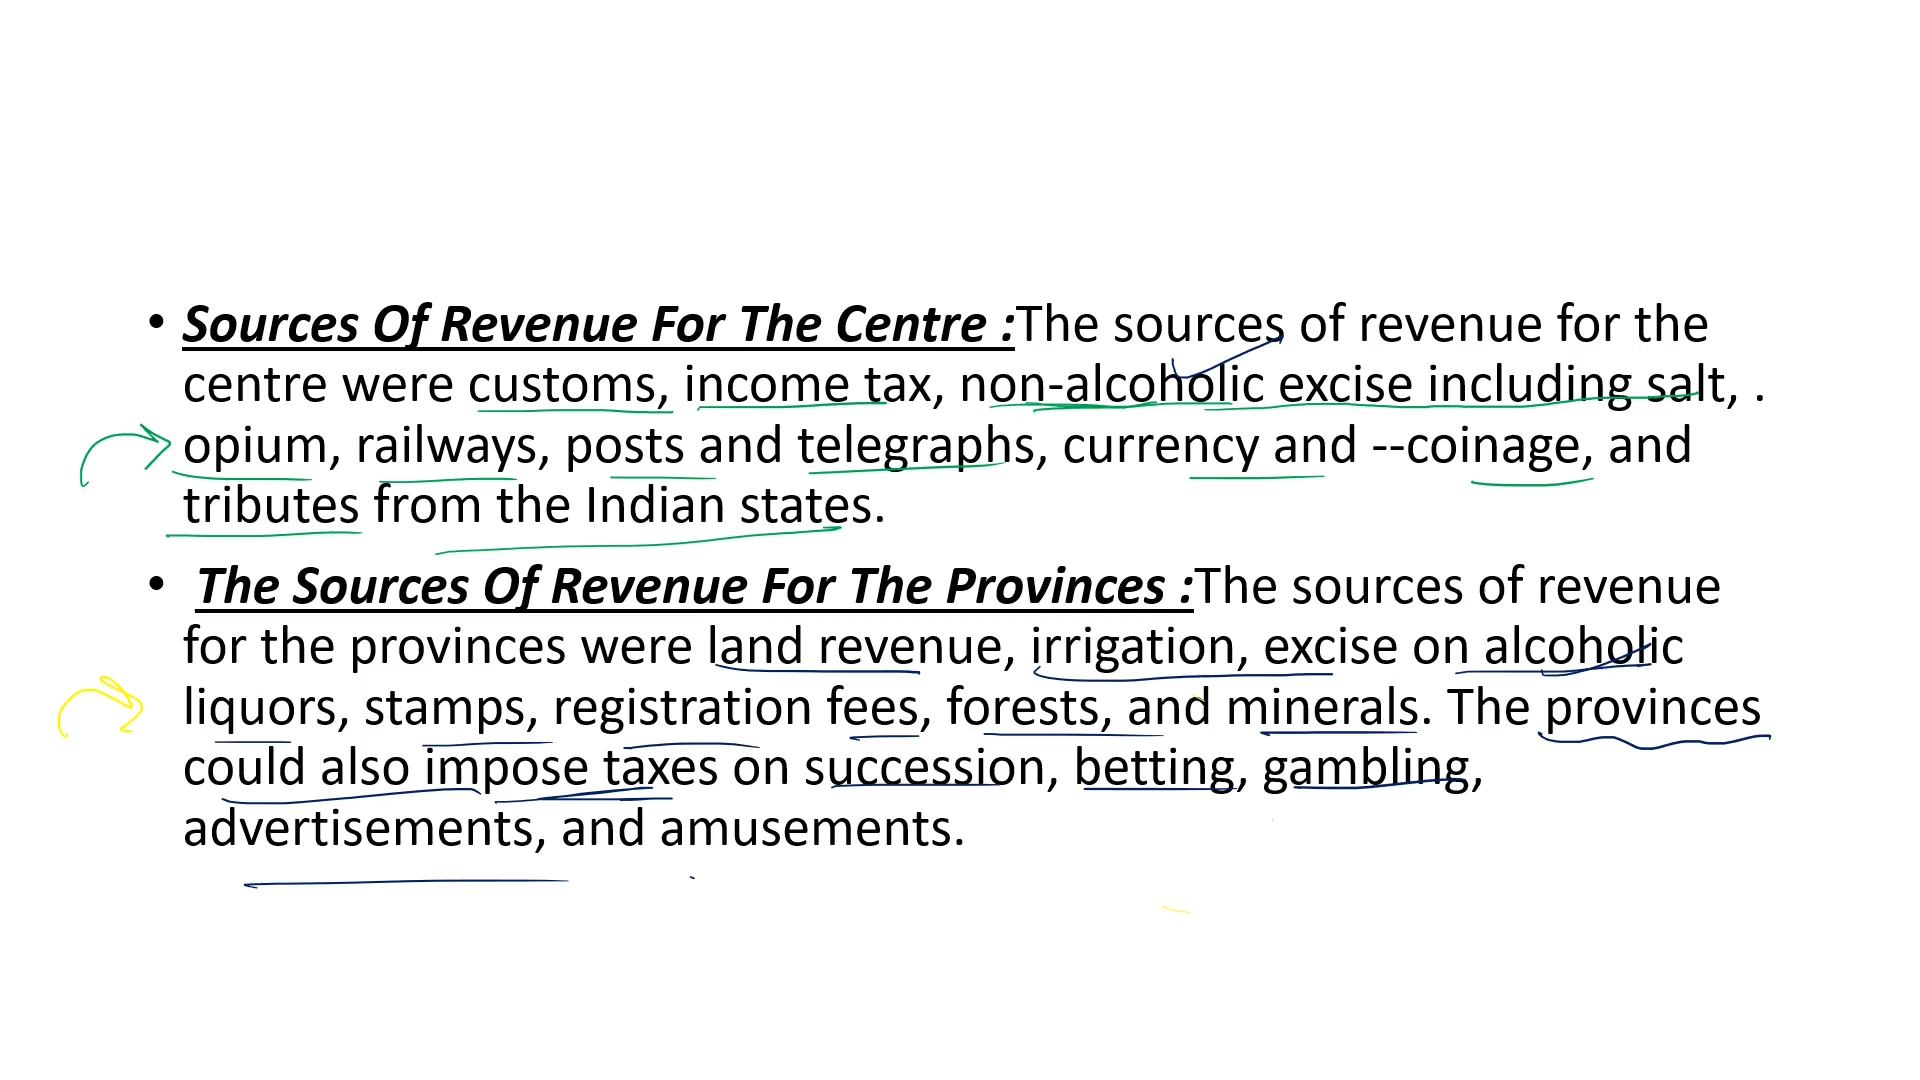 • Sources Of Revenue For The Centre :The sources of revenue for the
centre were customs, income tax, non-alcoholic excise including salt, .
opium, railways, posts and telegraphs, currency and --coinage, and
tributes from the Indian states.
• The Sources Of Revenue For The Provinces :The sources of revenue
for the provinces were land revenue, irrigation, excise on alcoholic
liquors, stamps, registration fees, forests, and minerals. The provinces
could also impose taxes on succession, betting, gambling,
advertisements, and amusements.